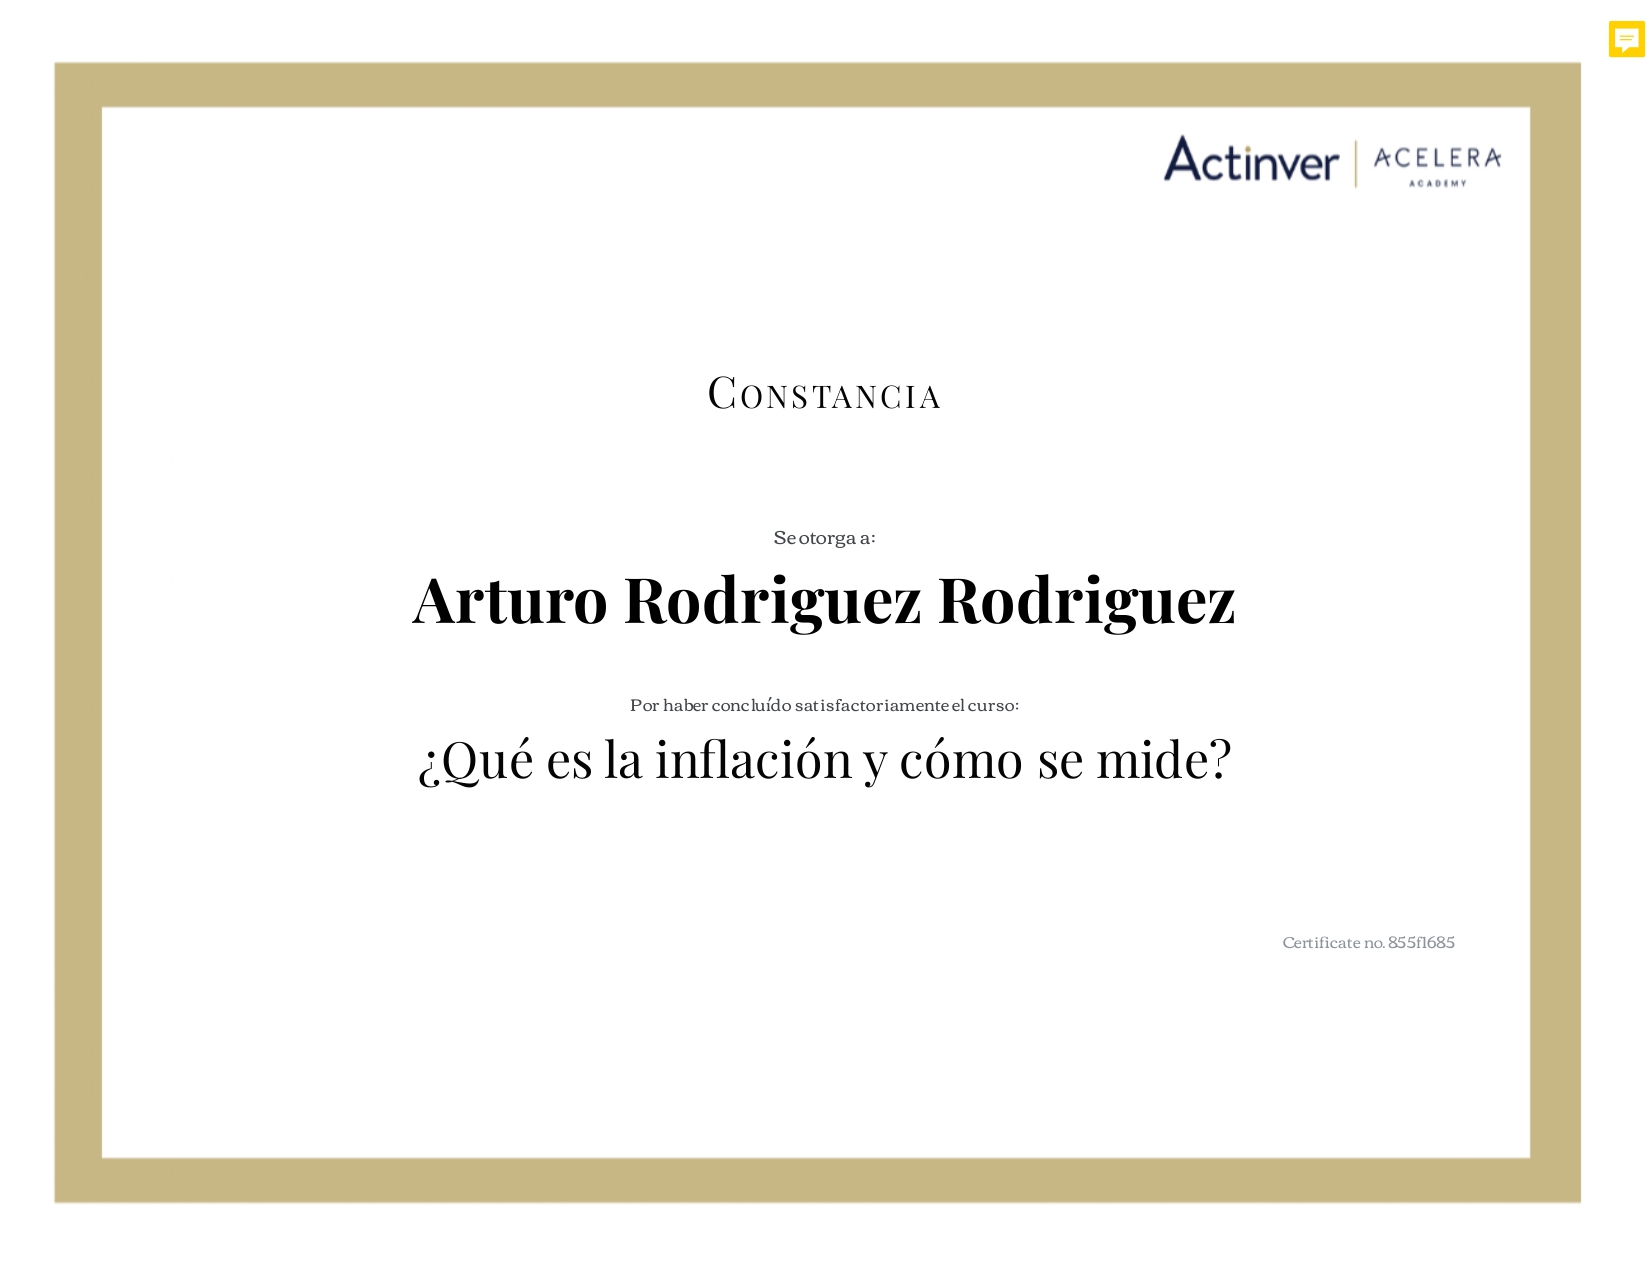 Actinver | ACELERA
ACADEMY
CONSTANCIA
Se otorga a:
Arturo Rodriguez Rodriguez
Por haber concluído satisfactoriamente el curso:
¿Qué es la inflación y cómo se mide?
Certificate no. 855f1685